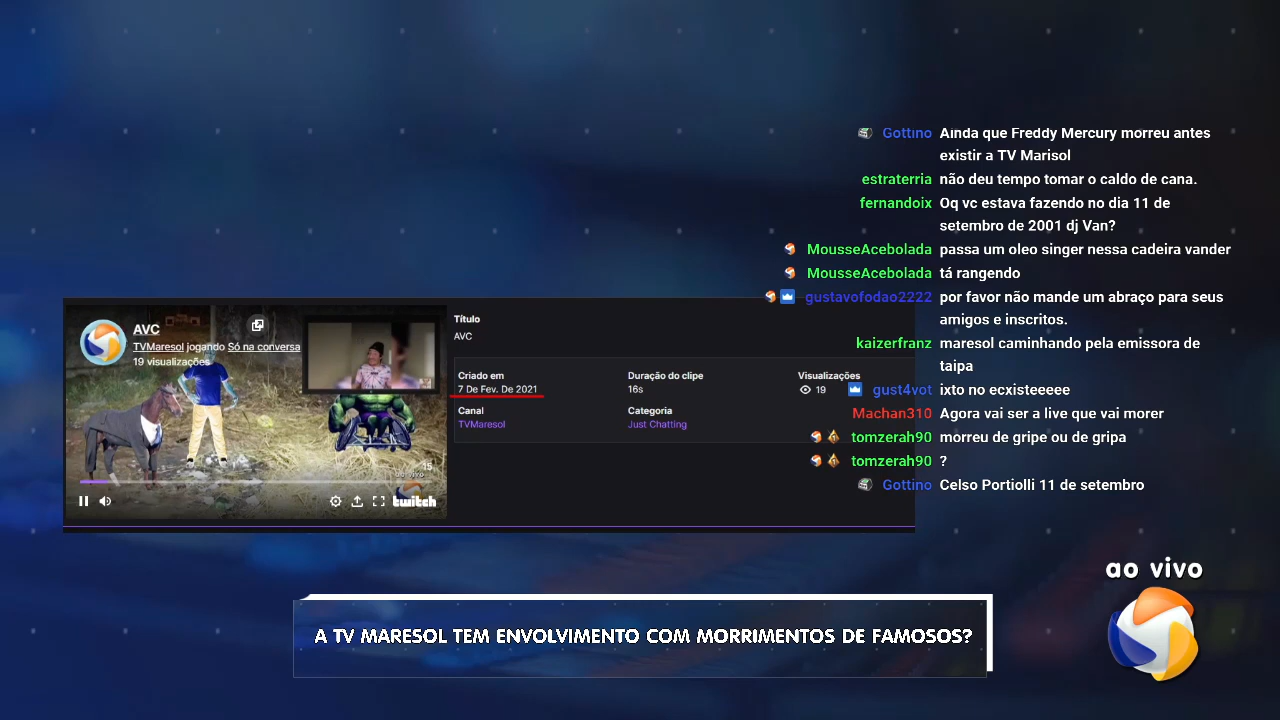 Gottino Ainda que Freddy Mercury morreu antes
existir a TV Marisol
estraterria não deu tempo tomar o caldo de cana.
fernandoix Oq vc estava fazendo no dia 11 de
setembro de 2001 dj Van?
MousseAcebolada passa um oleo singer nessa cadeira vander
MousseAcebolada tá rangendo
gustavofodao2222 por favor não mande um abraço para seus
amigos e inscritos.
kaizerfranz maresol caminhando pela emissora de
taipa
gust4vot ixto no ecxisteeeee
Machan310 Agora vai ser a live que vai morer
tomzerah90 morreu de gripe ou de gripa
tomzerah90 ?
Gottino Celso Portiolli 11 de setembro
AVC
TVMaresol jogando Só na conversa
19 visualizações
15
ao vivo
twitch
Título
AVC
Criado em
7 De Fev. De 2021
Duração do clipe
16s
Visualizações
19
Canal
TVMaresol
Categoria
Just Chatting
ao vivo
A TV MARESOL TEM ENVOLVIMENTO COM MORRIMENTOS DE FAMOSOS?